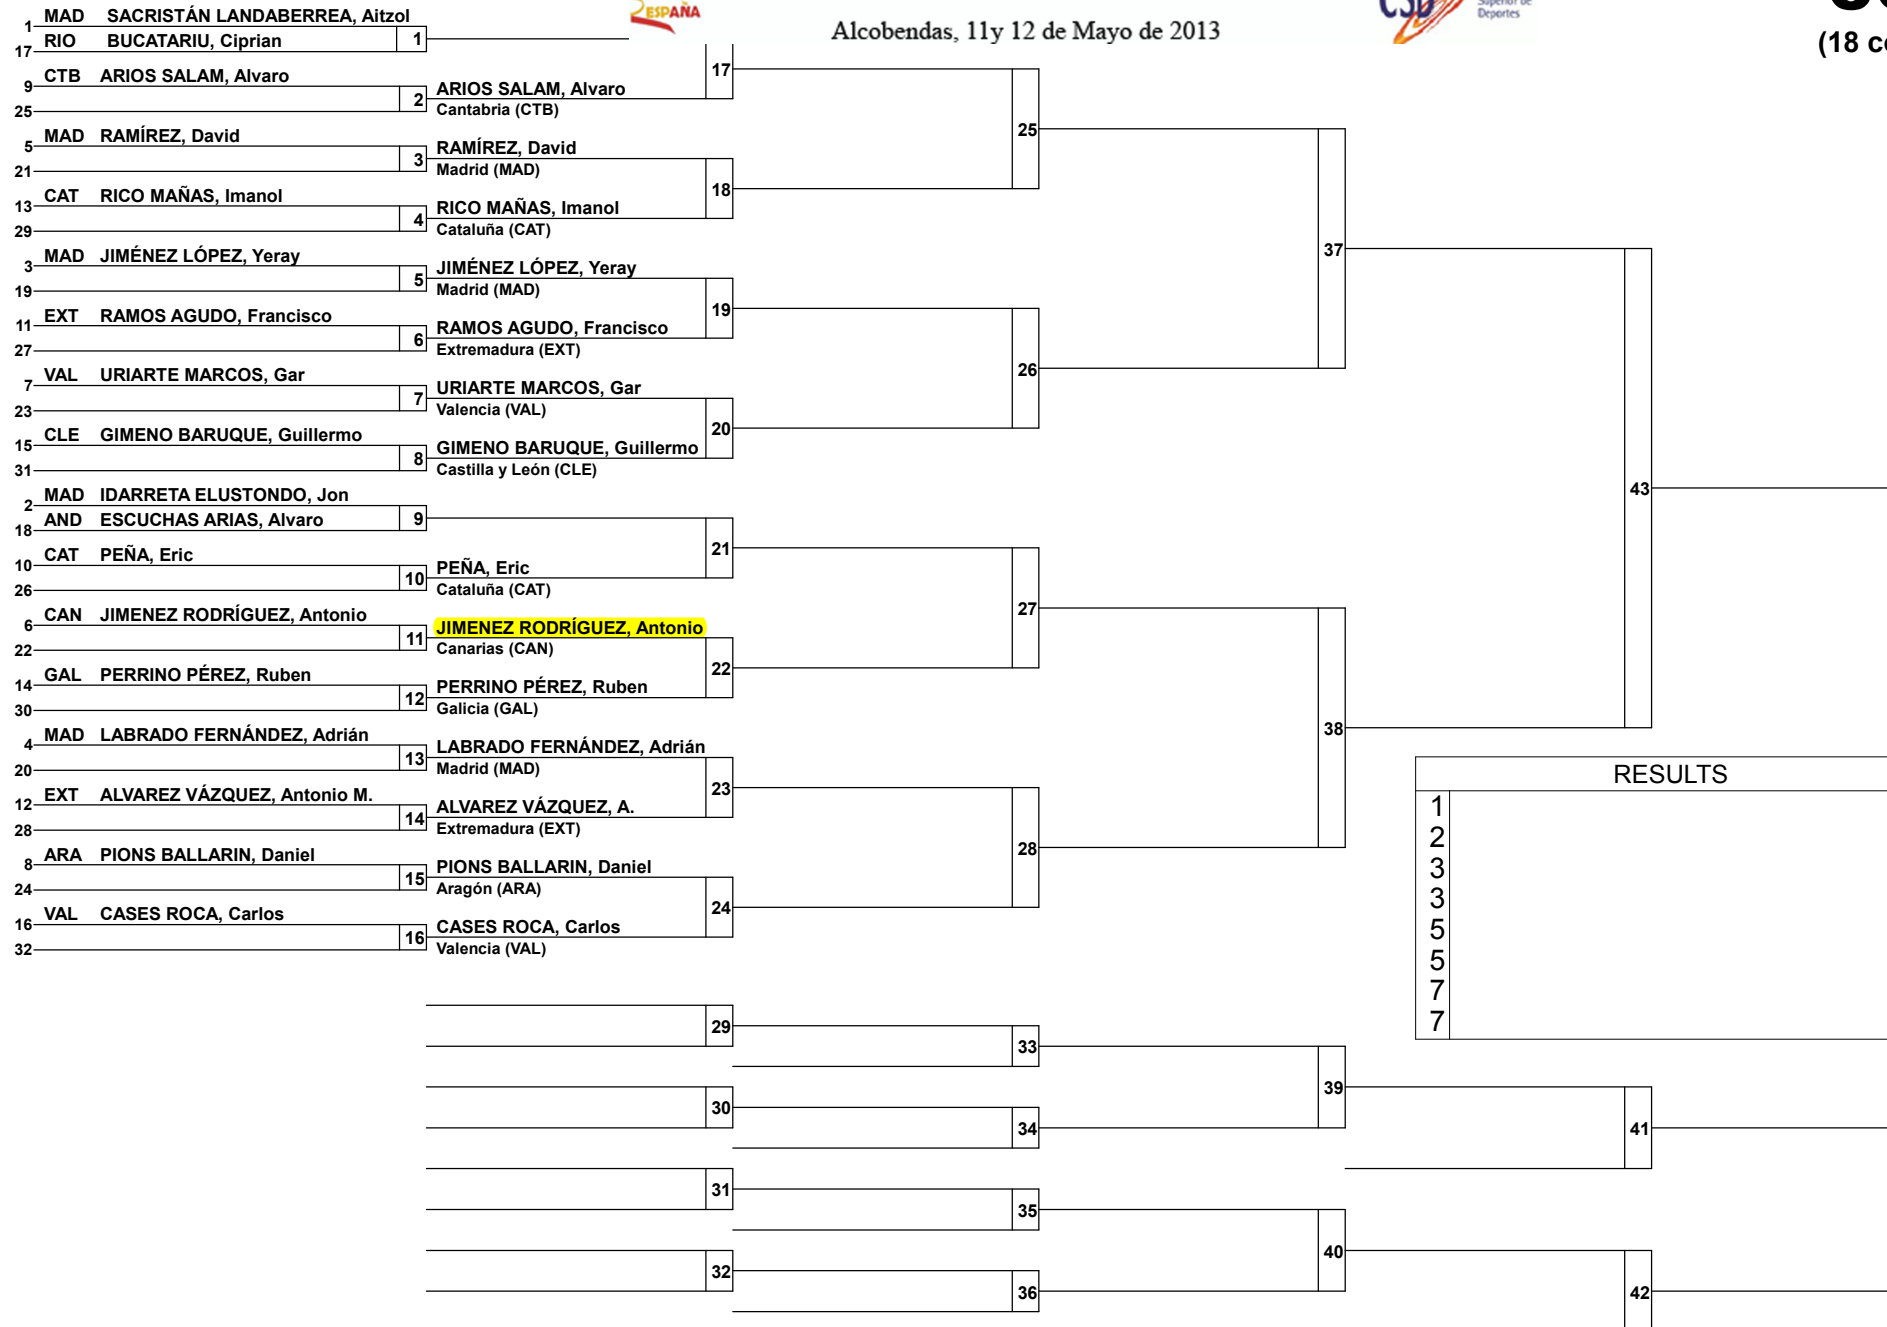 ESPAÑA
Alcobendas, 11y 12 de Mayo de 2013
Superior de
Deportes
1 MAD SACRISTÁN LANDABERREA, Aitzol
17 RIO BUCATARIU, Ciprian
1
9 CTB ARIOS SALAM, Alvaro
25
2
ARIOS SALAM, Alvaro
Cantabria (CTB)
17
5 MAD RAMÍREZ, David
21
3
RAMÍREZ, David
Madrid (MAD)
13 CAT RICO MAÑAS, Imanol
29
4
RICO MAÑAS, Imanol
Cataluña (CAT)
18
25
3 MAD JIMÉNEZ LÓPEZ, Yeray
19
5
JIMÉNEZ LÓPEZ, Yeray
Madrid (MAD)
11 EXT RAMOS AGUDO, Francisco
27
6
RAMOS AGUDO, Francisco
Extremadura (EXT)
19
7 VAL URIARTE MARCOS, Gar
23
7
URIARTE MARCOS, Gar
Valencia (VAL)
15 CLE GIMENO BARUQUE, Guillermo
31
8
GIMENO BARUQUE, Guillermo
Castilla y León (CLE)
20
26
37
2 MAD IDARRETA ELUSTONDO, Jon
18 AND ESCUCHAS ARIAS, Alvaro
9
10 CAT PEÑA, Eric
26
10
PEÑA, Eric
Cataluña (CAT)
21
6 CAN JIMENEZ RODRÍGUEZ, Antonio
22
11
JIMENEZ RODRÍGUEZ, Antonio
Canarias (CAN)
14 GAL PERRINO PÉREZ, Ruben
30
12
PERRINO PÉREZ, Ruben
Galicia (GAL)
22
27
4 MAD LABRADO FERNÁNDEZ, Adrián
20
13
LABRADO FERNÁNDEZ, Adrián
Madrid (MAD)
12 EXT ALVAREZ VÁZQUEZ, Antonio M.
28
14
ALVAREZ VÁZQUEZ, A.
Extremadura (EXT)
23
8 ARA PIONS BALLARIN, Daniel
24
15
PIONS BALLARIN, Daniel
Aragón (ARA)
16 VAL CASES ROCA, Carlos
32
16
CASES ROCA, Carlos
Valencia (VAL)
24
28
38
43
RESULTS
1
2
3
3
5
5
7
7
29
33
30
34
39
41
31
35
32
36
40
42